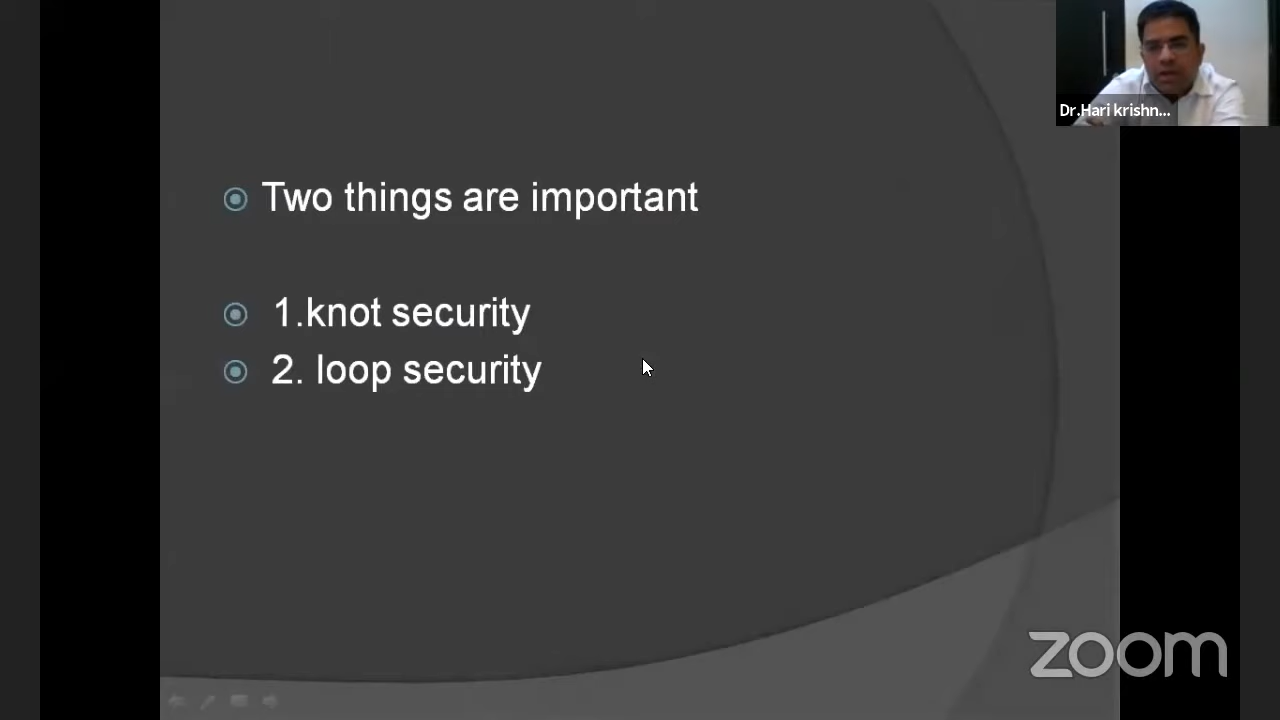 Dr.Hari krishn...
Two things are important
1.knot security
2. loop security
zoom